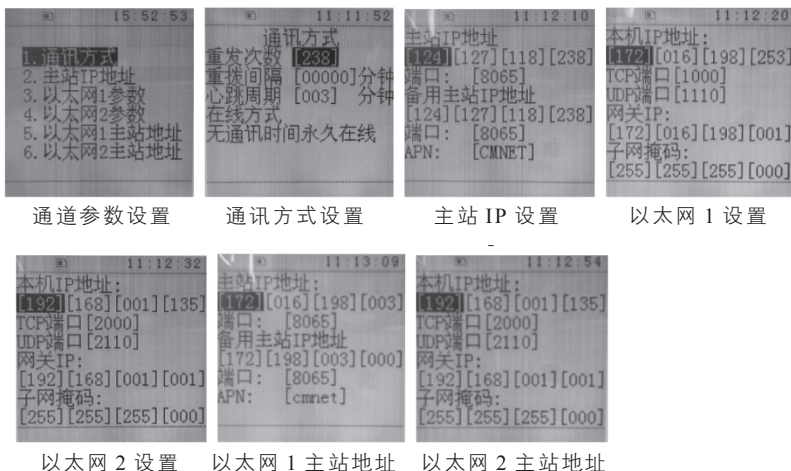 15:52:53
1.通讯方式
2.主站IP地址
3.以太网1参数
4.以太网2参数
5.以太网1主站地址
6.以太网2主站地址
通道参数设置
11:11:52
通讯方式
重发次数 [238]
重拨间隔 [00000]分钟
心跳周期 [003] 分钟
在线方式
无通讯时间永久在线
通讯方式设置
11:12:10
主站IP地址
[124][127][118][238]
端口: [8065]
备用主站IP地址
[124][127][118][238]
端口: [8065]
APN: [CMNET]
主站 IP 设置
11:12:20
本机IP地址:
[172][016][198][253]
TCP端口[1000]
UDP端口[1110]
网关IP:
[172][016][198][001]
子网掩码:
[255][255][255][000]
以太网 1 设置
11:12:32
本机IP地址:
[192][168][001][135]
TCP端口[2000]
UDP端口[2110]
网关IP:
[192][168][001][001]
子网掩码:
[255][255][255][000]
以太网 2 设置
11:13:09
主站IP地址:
[172][016][198][003]
端口: [8065]
备用主站IP地址
[172][198][003][000]
端口: [8065]
APN: [cmnet]
以太网 1 主站地址
11:12:54
本机IP地址:
[192][168][001][135]
TCP端口[2000]
UDP端口[2110]
网关IP:
[192][168][001][001]
子网掩码:
[255][255][255][000]
以太网 2 主站地址